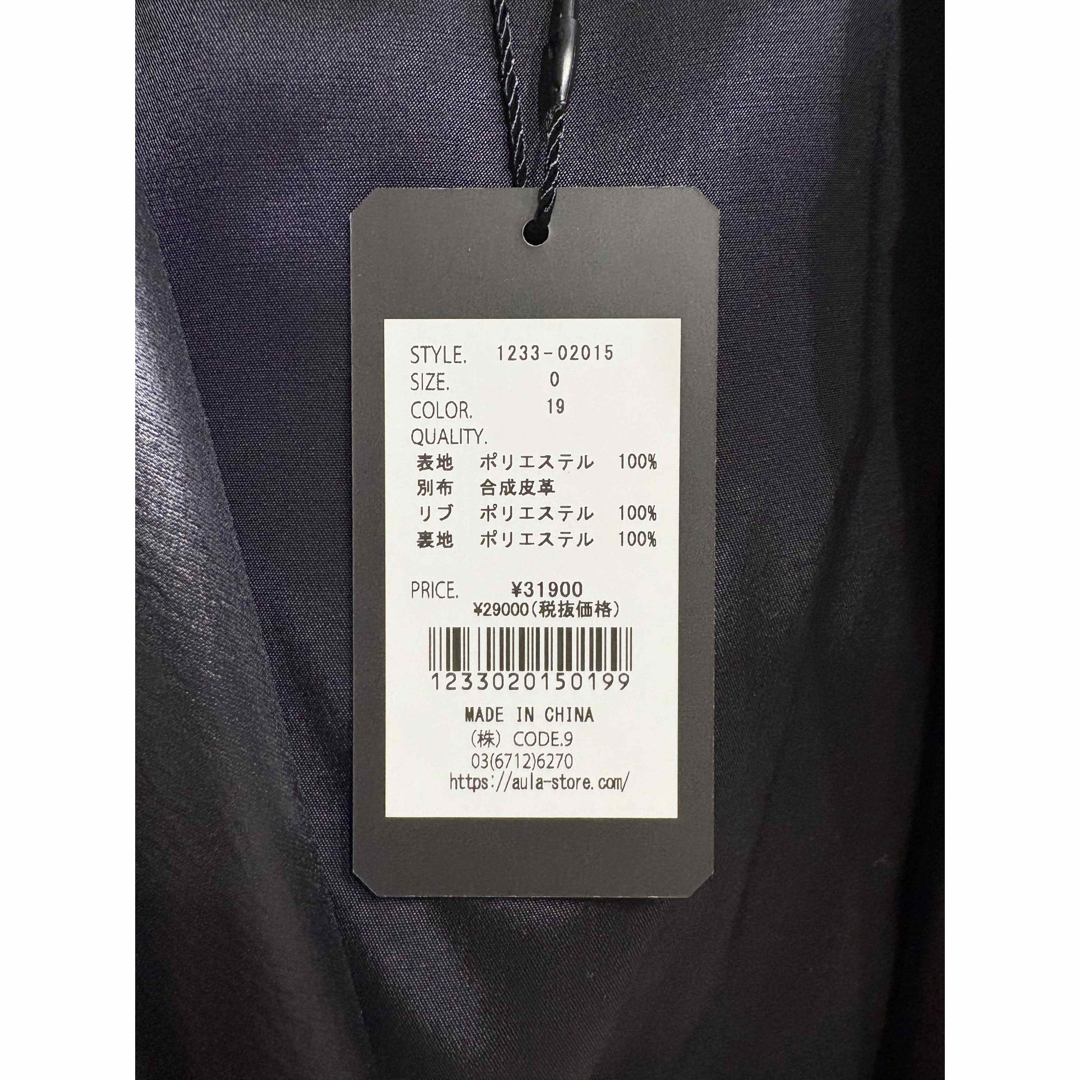 STYLE. 1233-02015
SIZE. 0
COLOR. 19
QUALITY.
表地 ポリエステル 100%
別布 合成皮革
リブ ポリエステル 100%
裏地 ポリエステル 100%
PRICE. ¥31900
¥29000(税抜価格)
1233020150199
MADE IN CHINA
(株) CODE.9
03(6712)6270
https://aula-store.com/